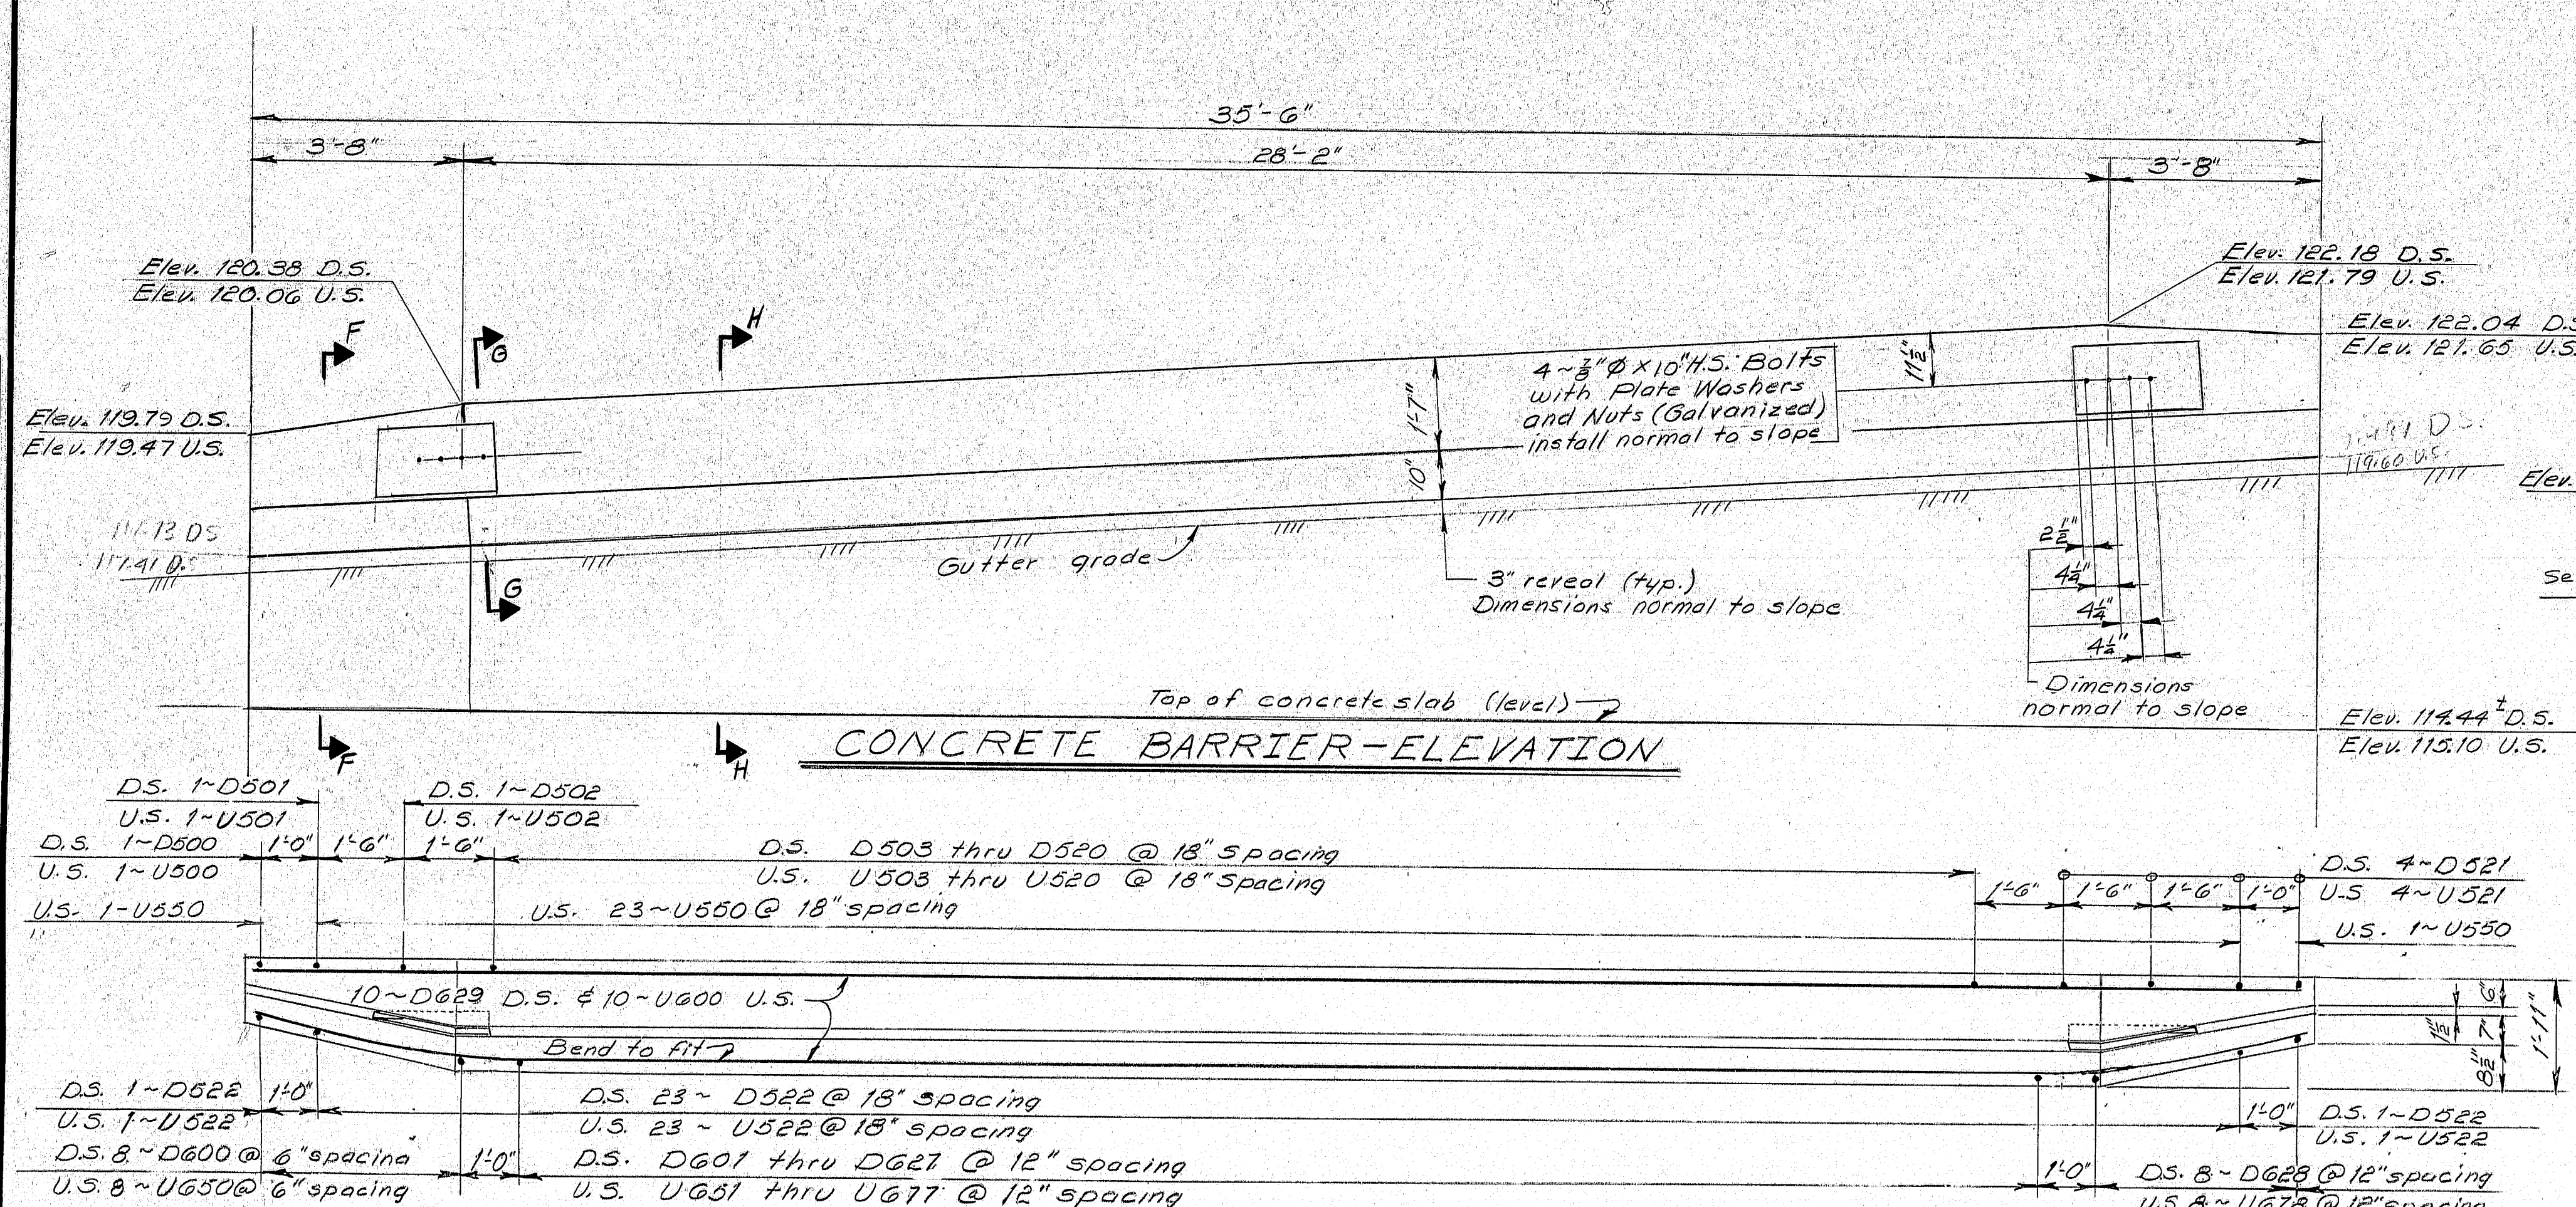 35'-6"
3'-8"
28'-2"
3'-8"
Elev. 120.38 D.S.
Elev. 120.06 U.S.
Elev. 122.18 D.S.
Elev. 121.79 U.S.
F
G
H
Elev. 122.04 D.S.
Elev. 121.65 U.S.
4~7/8"Ø x 10" H.S. Bolts
with Plate Washers
and Nuts (Galvanized)
install normal to slope
11½"
1'-7"
10"
Elev. 119.79 D.S.
Elev. 119.47 U.S.
D.S.
119.60 U.S.
Elev.
117.41 D.S
Gutter grade
G
3" reveal (typ.)
Dimensions normal to slope
2½"
4¼"
4¼"
4¼"
Se
Dimensions
normal to slope
Top of concrete slab (level)
Elev. 114.44± D.S.
Elev. 115.10 U.S.
F
H
CONCRETE BARRIER-ELEVATION
D.S. 1~D501
U.S. 1~U501
D.S. 1~D502
U.S. 1~U502
D.S. 1~D500
U.S. 1~U500
1'-0" 1'-6" 1'-6"
D.S. D503 thru D520 @ 18" Spacing
U.S. U503 thru U520 @ 18" Spacing
1'-6" 1'-6" 1'-6" 1'-0"
D.S. 4~D521
U.S 4~U521
U.S. 1-U550
U.S. 23~U550 @ 18" spacing
U.S. 1~U550
10~D629 D.S. & 10~U600 U.S.
Bend to fit
6"
1½"
7"
8½"
1'-11"
D.S. 1~D522
U.S. 1~U522
1'-0"
D.S. 23~ D522 @ 18" spacing
U.S. 23 ~ U522 @ 18" spacing
1'-0"
D.S. 1~D522
U.S. 1~U522
D.S. 8~D600 @ 6" spacing
U.S. 8~U650 @ 6" spacing
1'-0"
D.S. D601 thru D627 @ 12" spacing
U.S. U651 thru U677 @ 12" spacing
1'-0"
D.S. 8~D628 @ 12" spacing
U.S 8~U678 @ 12" spacing